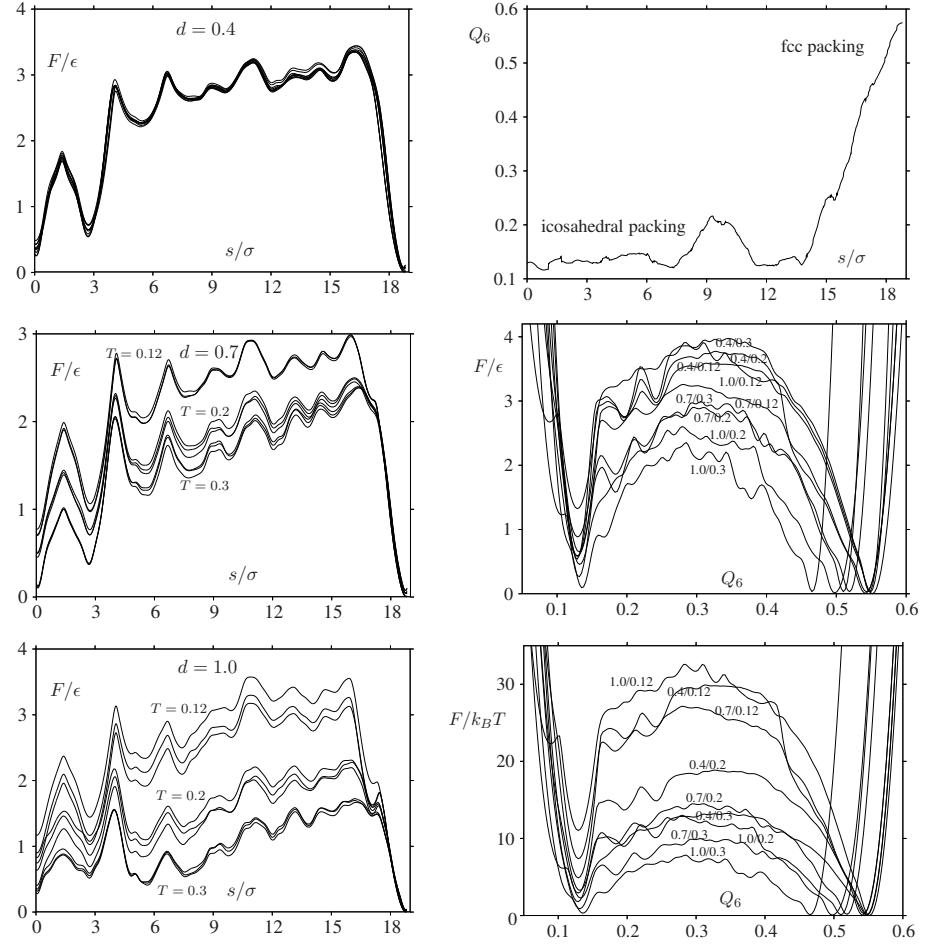 4
3
2
1
0
F/ϵ
d = 0.4
s/σ
0 3 6 9 12 15 18
0.6
0.5
0.4
0.3
0.2
0.1
Q₆
fcc packing
icosahedral packing
s/σ
0 3 6 9 12 15 18
3
2
1
0
F/ϵ
T = 0.12
d = 0.7
T = 0.2
T = 0.3
s/σ
0 3 6 9 12 15 18
4
3
2
1
0
F/ϵ
0.4/0.3
0.4/0.2
0.4/0.12
1.0/0.12
0.7/0.3
0.7/0.12
0.7/0.2
1.0/0.2
1.0/0.3
Q₆
0.1 0.2 0.3 0.4 0.5 0.6
4
3
2
1
0
F/ϵ
d = 1.0
T = 0.12
T = 0.2
T = 0.3
s/σ
0 3 6 9 12 15 18
30
20
10
0
F/k_BT
1.0/0.12
0.4/0.12
0.7/0.12
0.4/0.2
0.7/0.2
0.4/0.3
0.7/0.3
1.0/0.2
1.0/0.3
Q₆
0.1 0.2 0.3 0.4 0.5 0.6